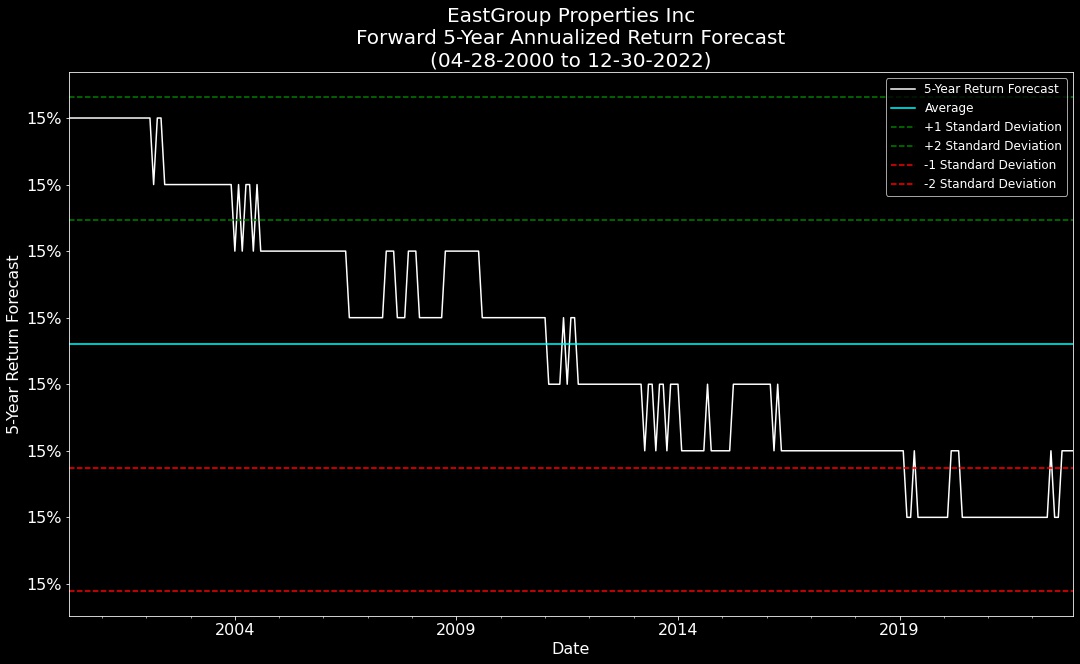 EastGroup Properties Inc
Forward 5-Year Annualized Return Forecast
(04-28-2000 to 12-30-2022)
5-Year Return Forecast
Average
+1 Standard Deviation
+2 Standard Deviation
-1 Standard Deviation
-2 Standard Deviation
5-Year Return Forecast
15%
15%
15%
15%
15%
15%
15%
15%
2004
2009
2014
2019
Date